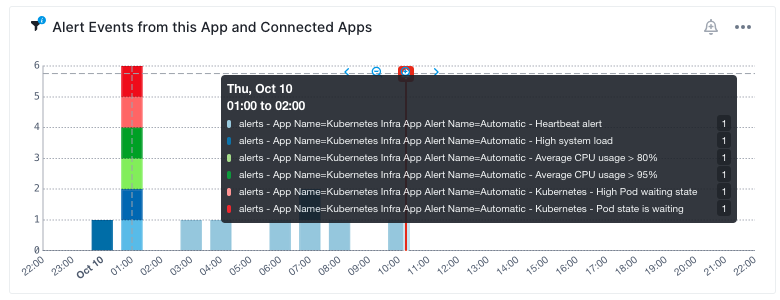 Alert Events from this App and Connected Apps
6
5
4
3
2
1
0
Thu, Oct 10
01:00 to 02:00
alerts - App Name=Kubernetes Infra App Alert Name=Automatic - Heartbeat alert 1
alerts - App Name=Kubernetes Infra App Alert Name=Automatic - High system load 1
alerts - App Name=Kubernetes Infra App Alert Name=Automatic - Average CPU usage > 80% 1
alerts - App Name=Kubernetes Infra App Alert Name=Automatic - Average CPU usage > 95% 1
alerts - App Name=Kubernetes Infra App Alert Name=Automatic - Kubernetes - High Pod waiting state 1
alerts - App Name=Kubernetes Infra App Alert Name=Automatic - Kubernetes - Pod state is waiting 1
22:00 23:00 Oct 10 01:00 02:00 03:00 04:00 05:00 06:00 07:00 08:00 09:00 10:00 11:00 12:00 13:00 14:00 15:00 16:00 17:00 18:00 19:00 20:00 21:00 22:00